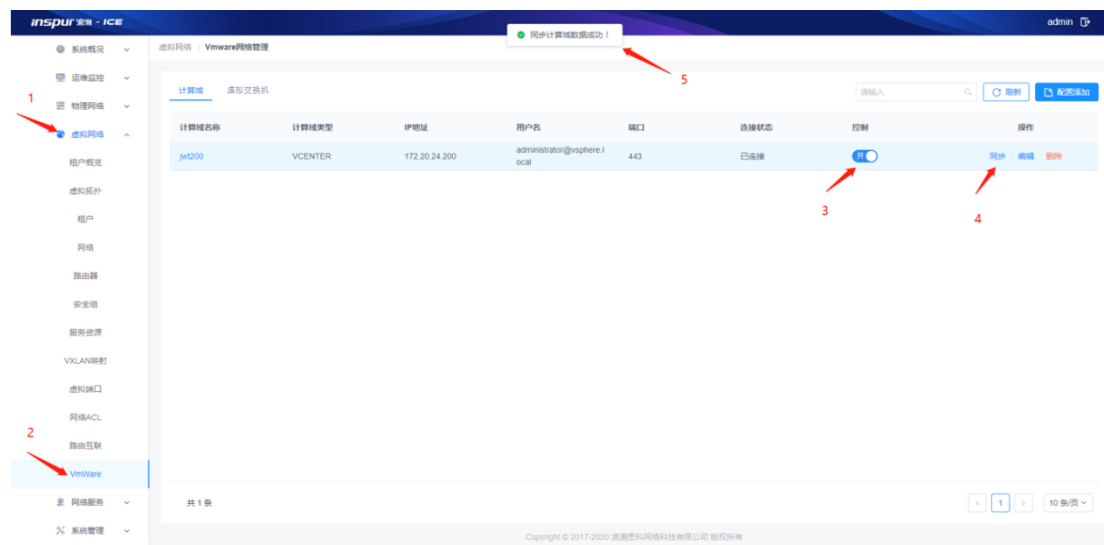 inspur 浪潮 - ICE
admin
系统概况
虚拟网络 / Vmware网络管理
同步计算域数据成功！
5
运维监控
计算域 虚拟交换机
请输入
刷新
配置添加
1
物理网络
计算域名称 计算域类型 IP地址 用户名 端口 连接状态 控制 操作
虚拟网络
jwt200 VCENTER 172.20.24.200 administrator@vsphere.l
ocal 443 已连接 开 同步 编辑 删除
租户概览
虚拟拓扑
3
4
租户
网络
路由器
安全组
服务资源
VXLAN映射
虚拟端口
网络ACL
2
路由互联
VmWare
网络服务
共 1 条
1
10 条/页
系统管理
Copyright © 2017-2020 浪潮思科网络科技有限公司 版权所有